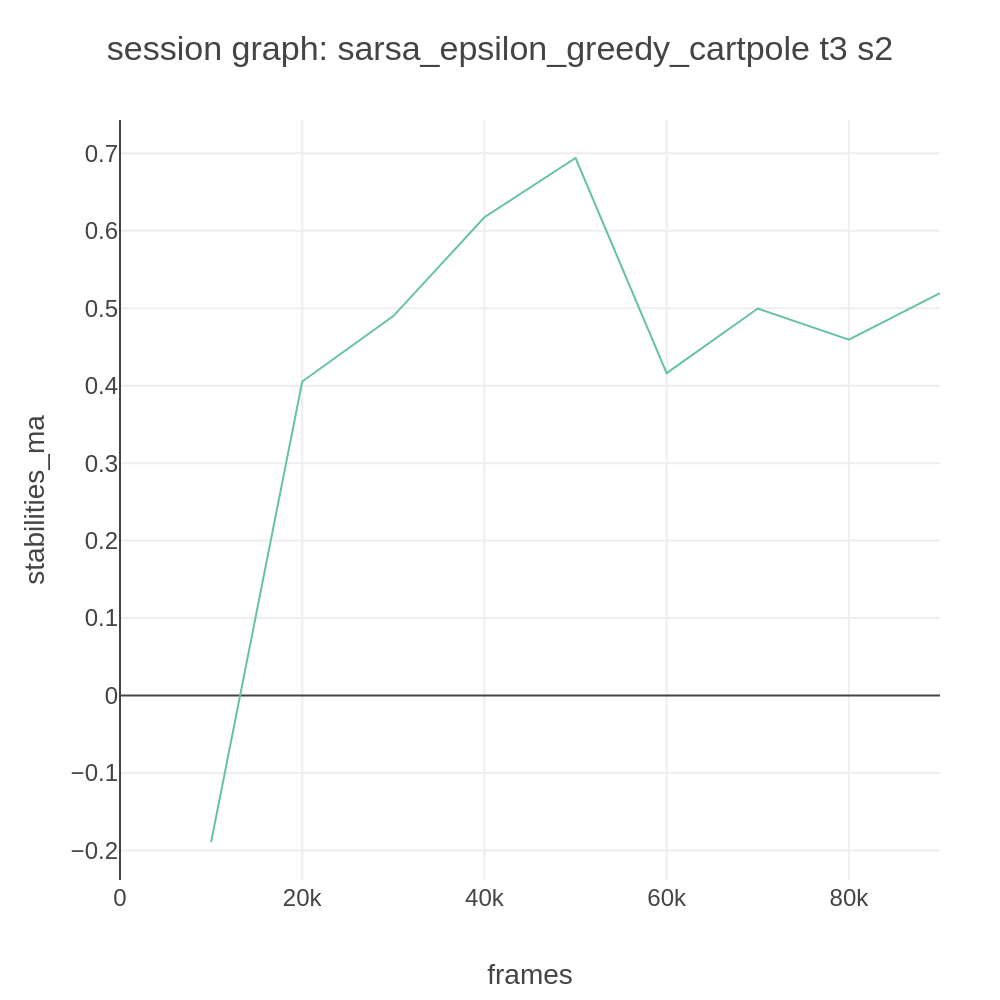 session graph: sarsa_epsilon_greedy_cartpole t3 s2
0.7
0.6
0.5
0.4
0.3
0.2
0.1
0
−0.1
−0.2
stabilities_ma
0 20k 40k 60k 80k
frames